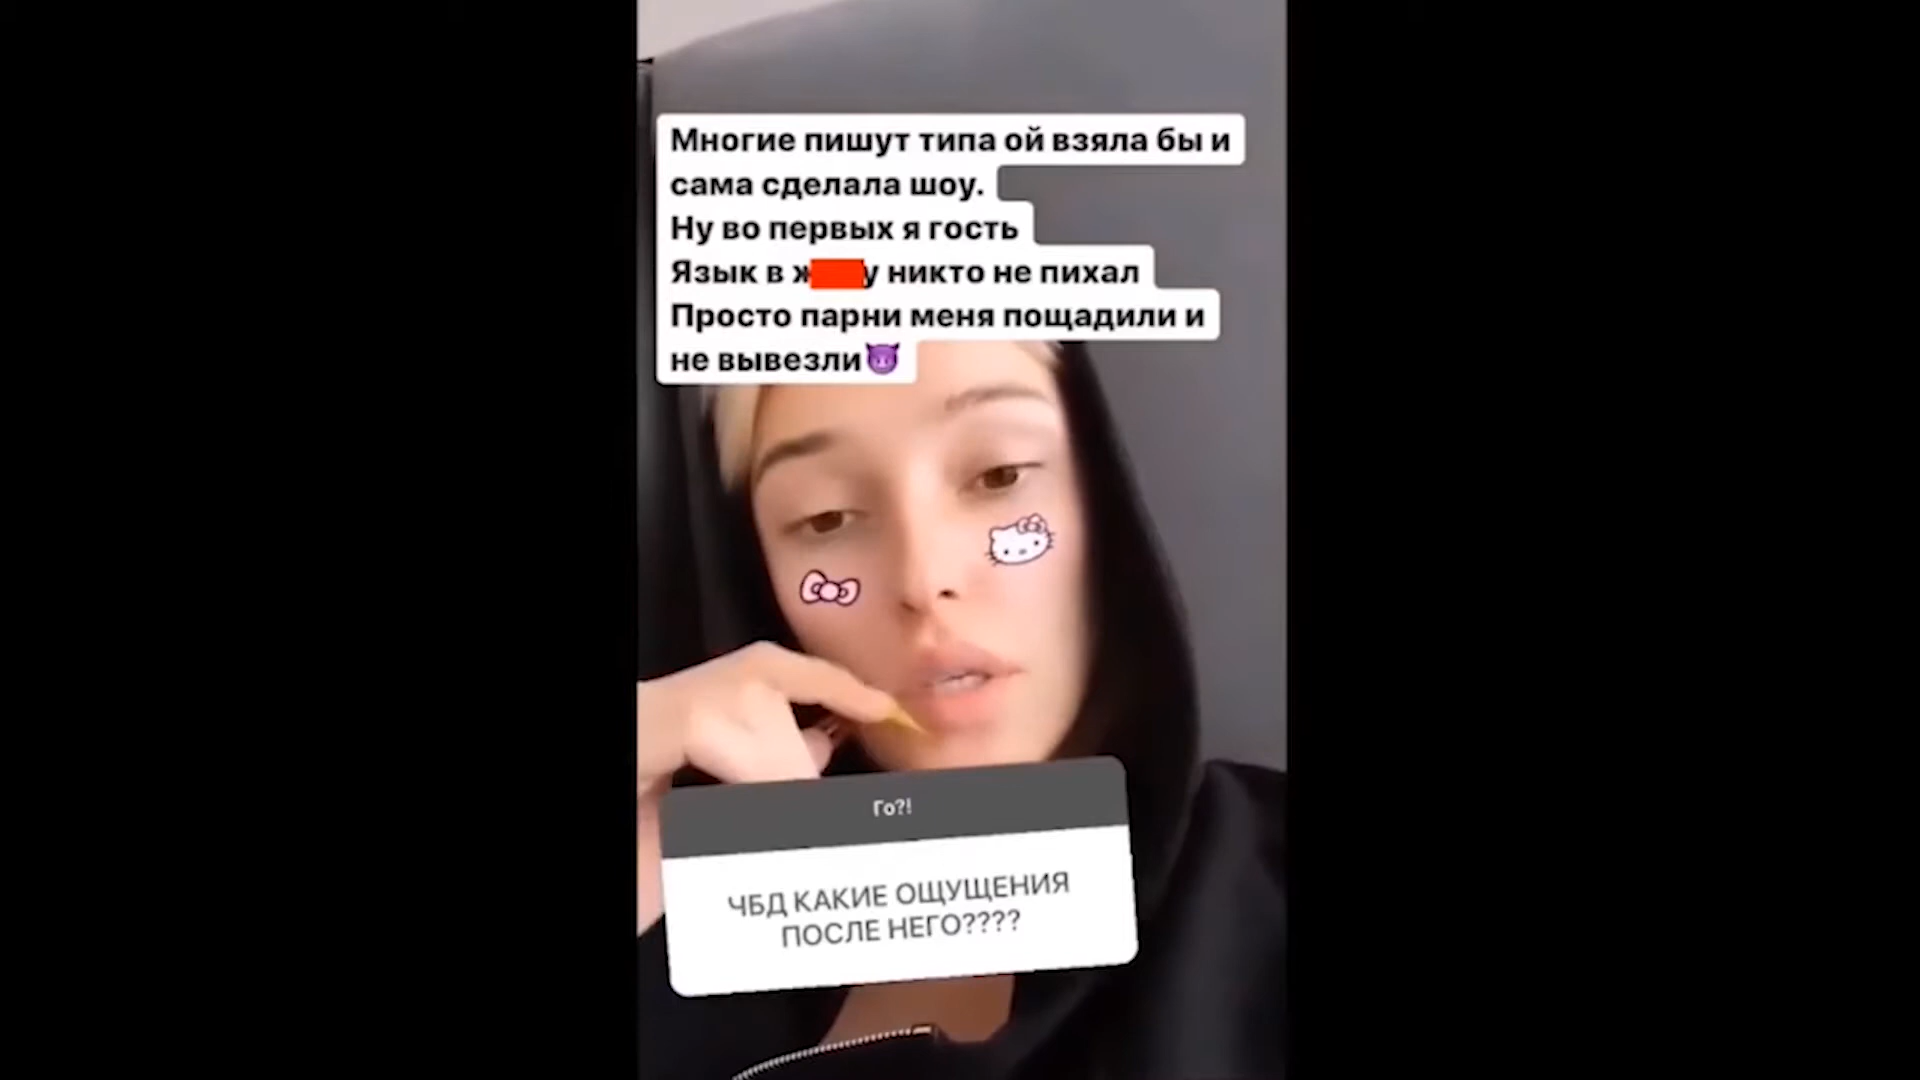 Многие пишут типа ой взяла бы и
сама сделала шоу.
Ну во первых я гость
Язык в ж у никто не пихал
Просто парни меня пощадили и
не вывезли😈
Го?!
ЧБД КАКИЕ ОЩУЩЕНИЯ
ПОСЛЕ НЕГО????